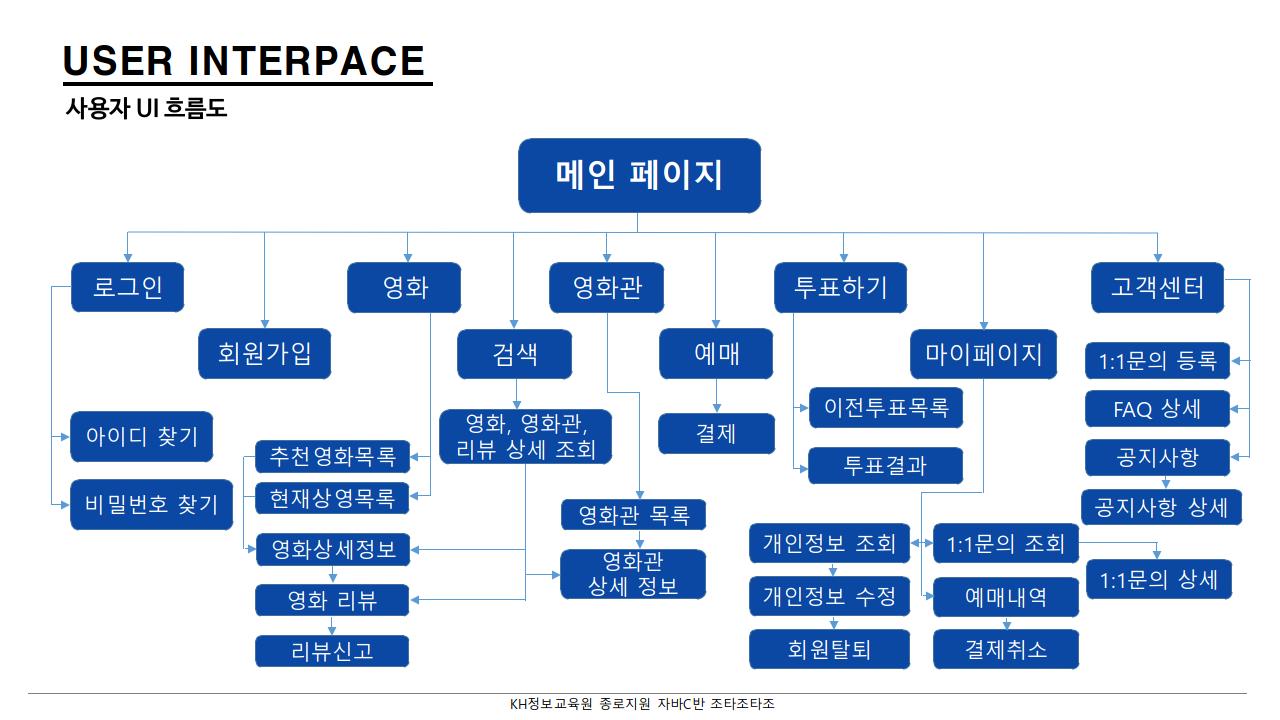 USER INTERPACE
사용자 UI 흐름도
메인 페이지
로그인
영화
영화관
투표하기
고객센터
회원가입
검색
예매
마이페이지
1:1문의 등록
이전투표목록
FAQ 상세
아이디 찾기
영화, 영화관,
리뷰 상세 조회
결제
추천영화목록
투표결과
공지사항
비밀번호 찾기
현재상영목록
영화관 목록
공지사항 상세
영화상세정보
개인정보 조회
1:1문의 조회
영화관
상세 정보
1:1문의 상세
영화 리뷰
개인정보 수정
예매내역
리뷰신고
회원탈퇴
결제취소
KH정보교육원 종로지원 자바C반 조타조타조